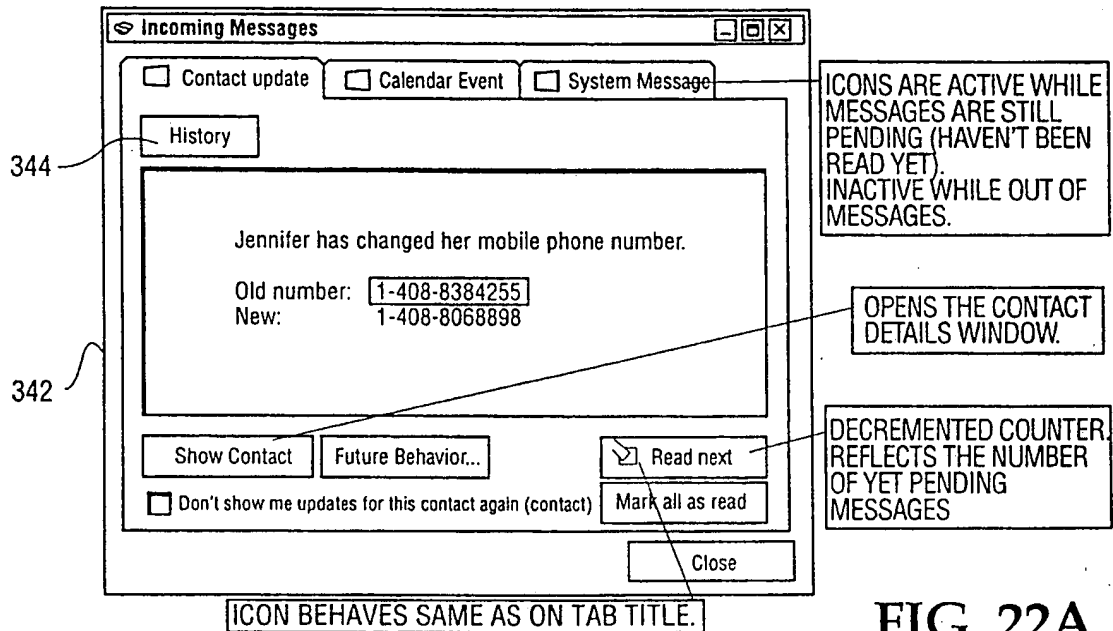 Incoming Messages
Contact update
Calendar Event
System Message
History
344
Jennifer has changed her mobile phone number.
Old number: 1-408-8384255
New: 1-408-8068898
342
Show Contact
Future Behavior...
Read next
Don't show me updates for this contact again (contact)
Mark all as read
Close
ICONS ARE ACTIVE WHILE
MESSAGES ARE STILL
PENDING (HAVEN'T BEEN
READ YET).
INACTIVE WHILE OUT OF
MESSAGES.
OPENS THE CONTACT
DETAILS WINDOW.
DECREMENTED COUNTER.
REFLECTS THE NUMBER
OF YET PENDING
MESSAGES
ICON BEHAVES SAME AS ON TAB TITLE.
FIG. 22A